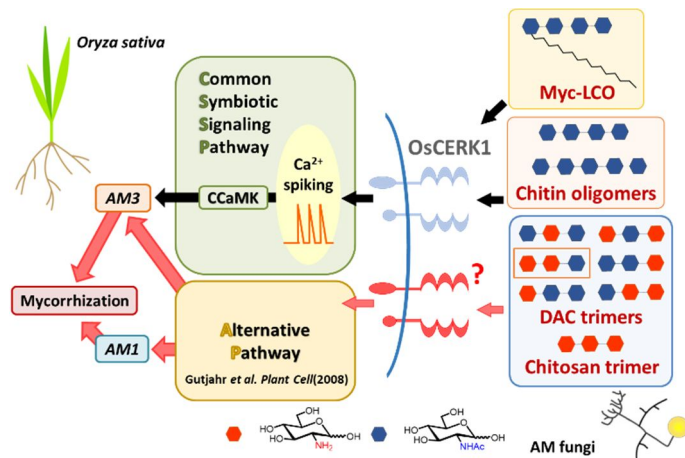 Oryza sativa
Common
Symbiotic
Signaling
Pathway
Ca2+
spiking
CCaMK
AM3
OsCERK1
Myc-LCO
Chitin oligomers
?
DAC trimers
Chitosan trimer
Mycorrhization
AM1
Alternative
Pathway
Gutjahr et al. Plant Cell(2008)
OH
HO
HO
O
OH
NH2
OH
HO
HO
O
OH
NHAc
AM fungi